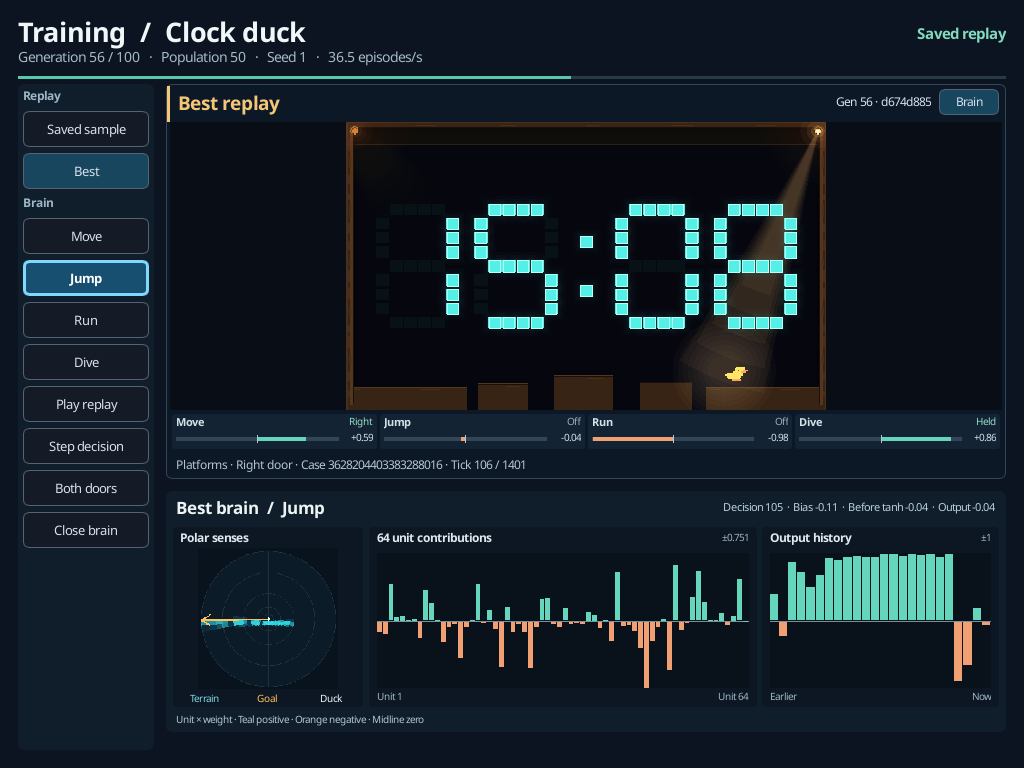 Training / Clock duck
Generation 56 / 100 · Population 50 · Seed 1 · 36.5 episodes/s
Saved replay
Replay
Saved sample
Best
Brain
Move
Jump
Run
Dive
Play replay
Step decision
Both doors
Close brain
Best replay
Gen 56 · d674d885
Brain
15:08
Move Right
+0.59
Jump Off
-0.04
Run Off
-0.98
Dive Held
+0.86
Platforms · Right door · Case 3628204403383288016 · Tick 106 / 1401
Best brain / Jump
Decision 105 · Bias -0.11 · Before tanh -0.04 · Output -0.04
Polar senses
Terrain Goal Duck
64 unit contributions ±0.751
Unit 1 Unit 64
Output history ±1
Earlier Now
Unit × weight · Teal positive · Orange negative · Midline zero